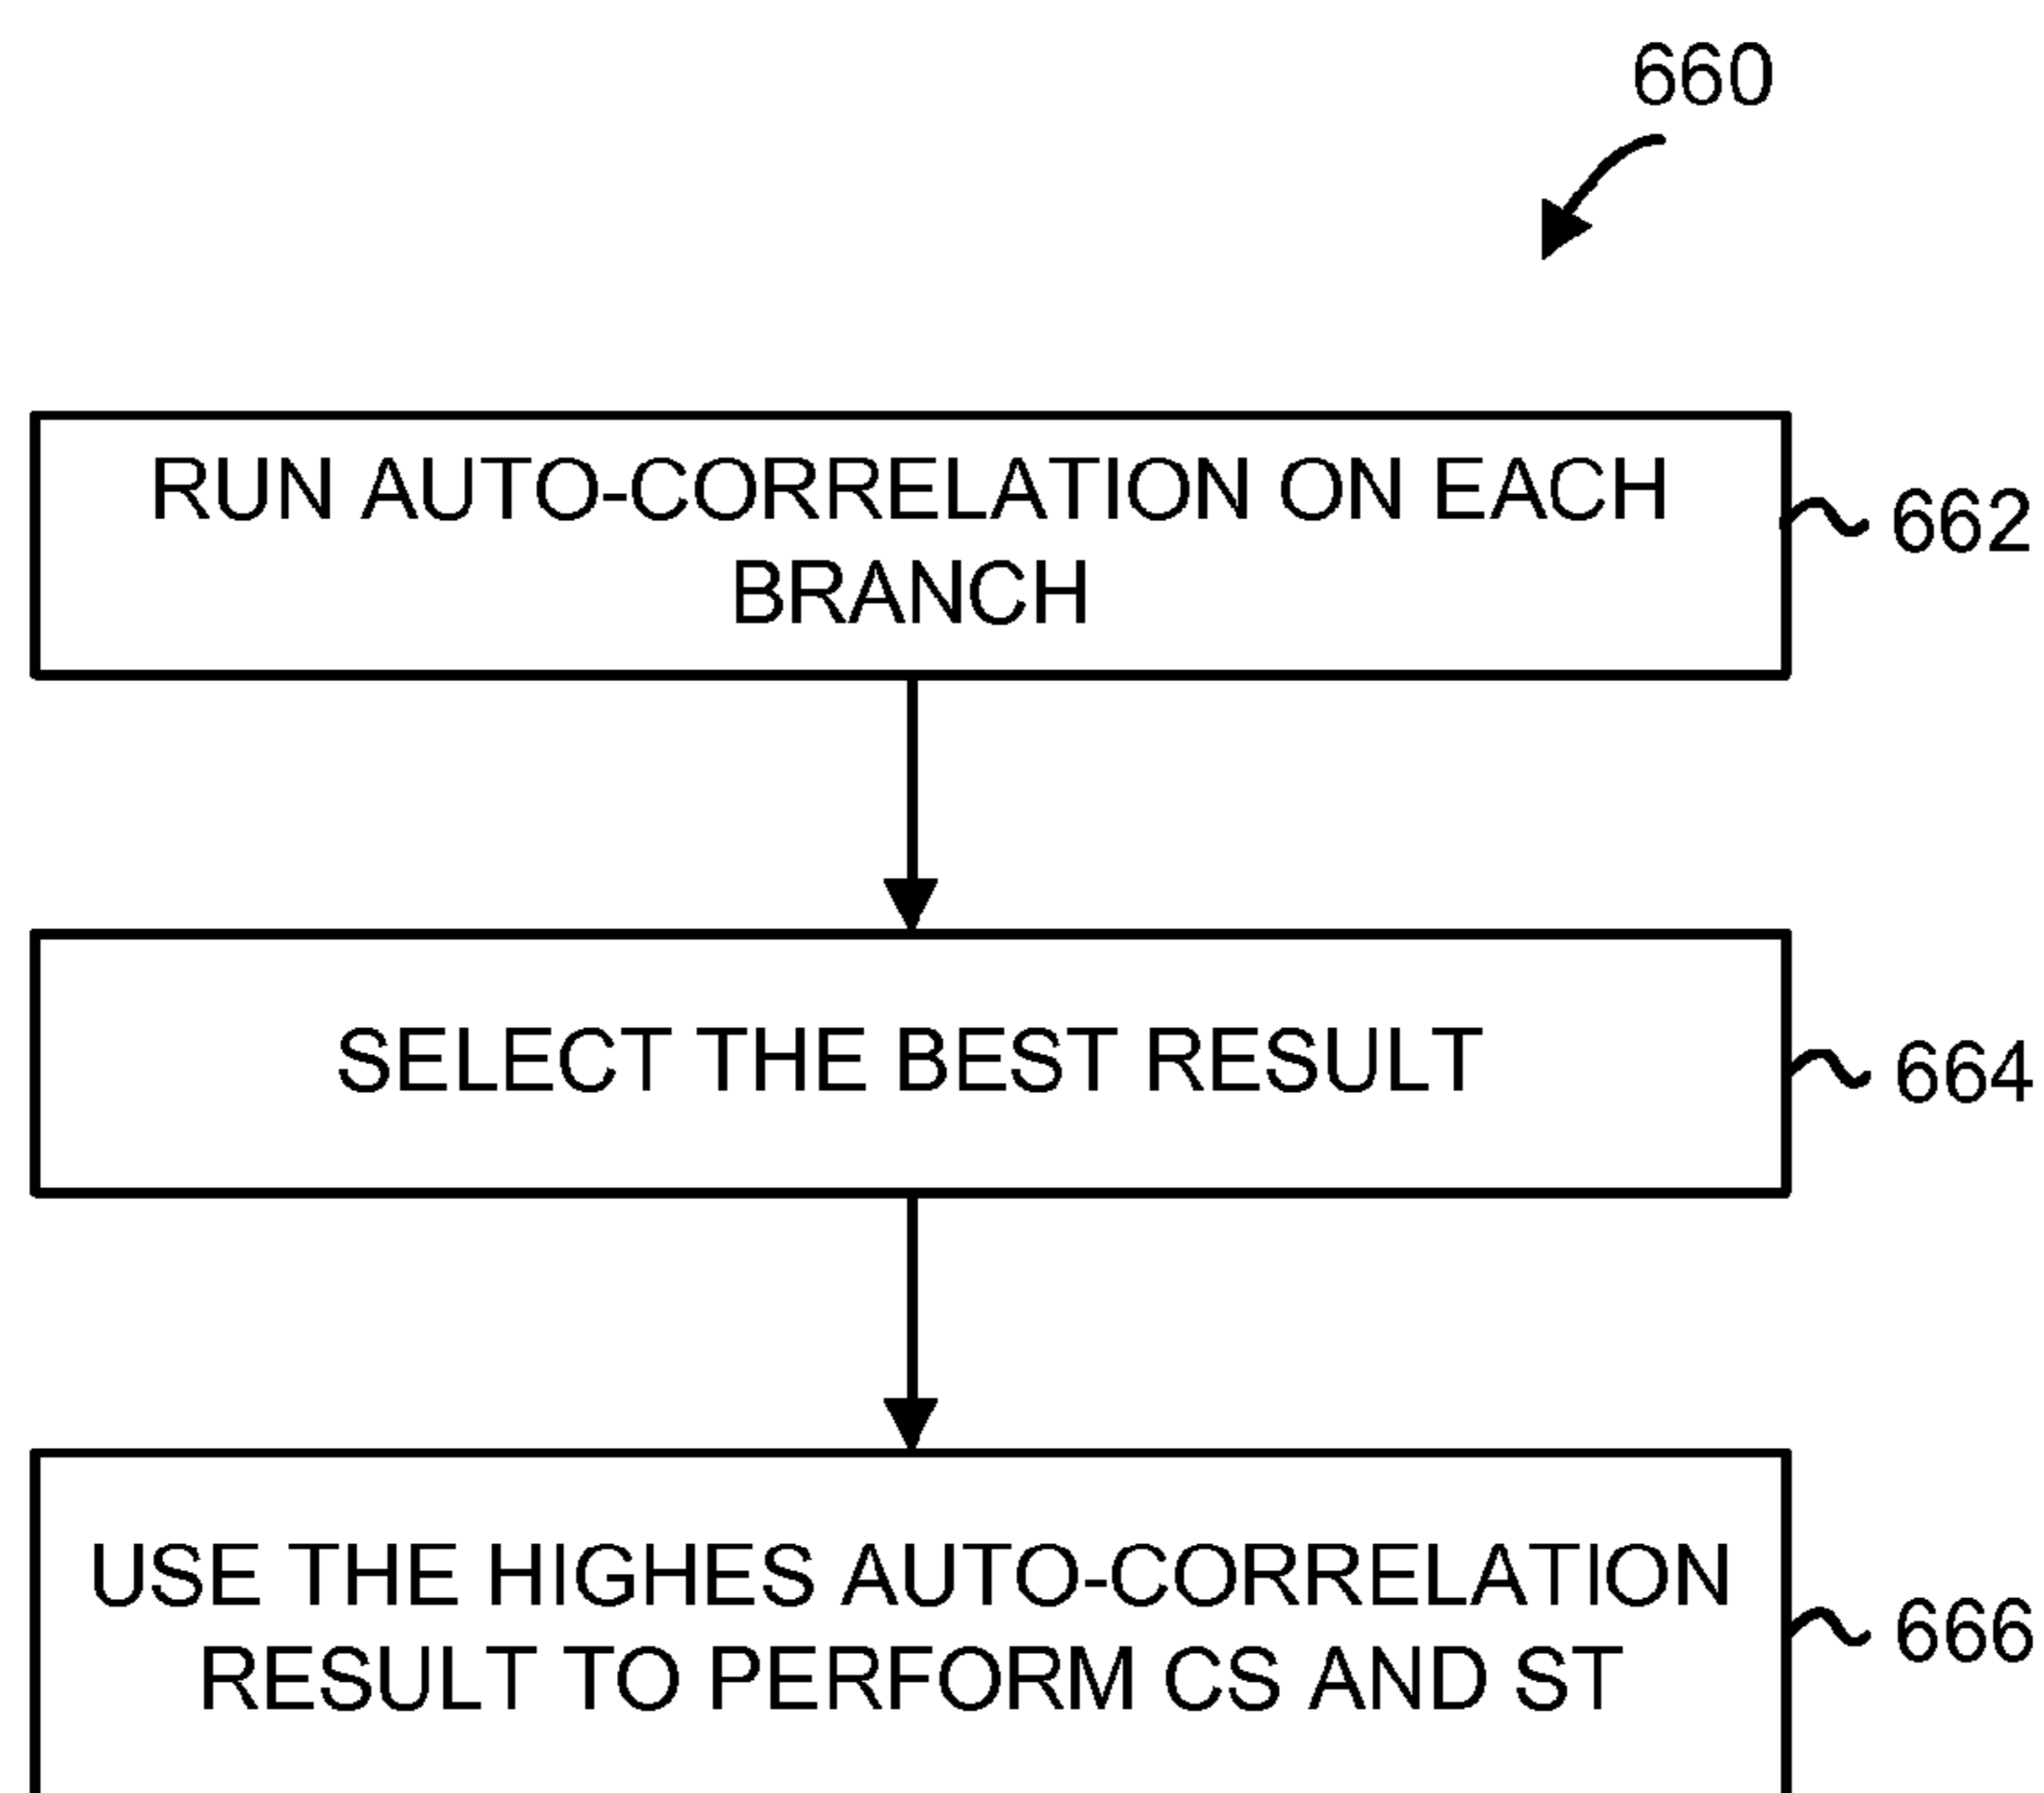 660
RUN AUTO-CORRELATION ON EACH
BRANCH
662
SELECT THE BEST RESULT
664
USE THE HIGHES AUTO-CORRELATION
RESULT TO PERFORM CS AND ST
666